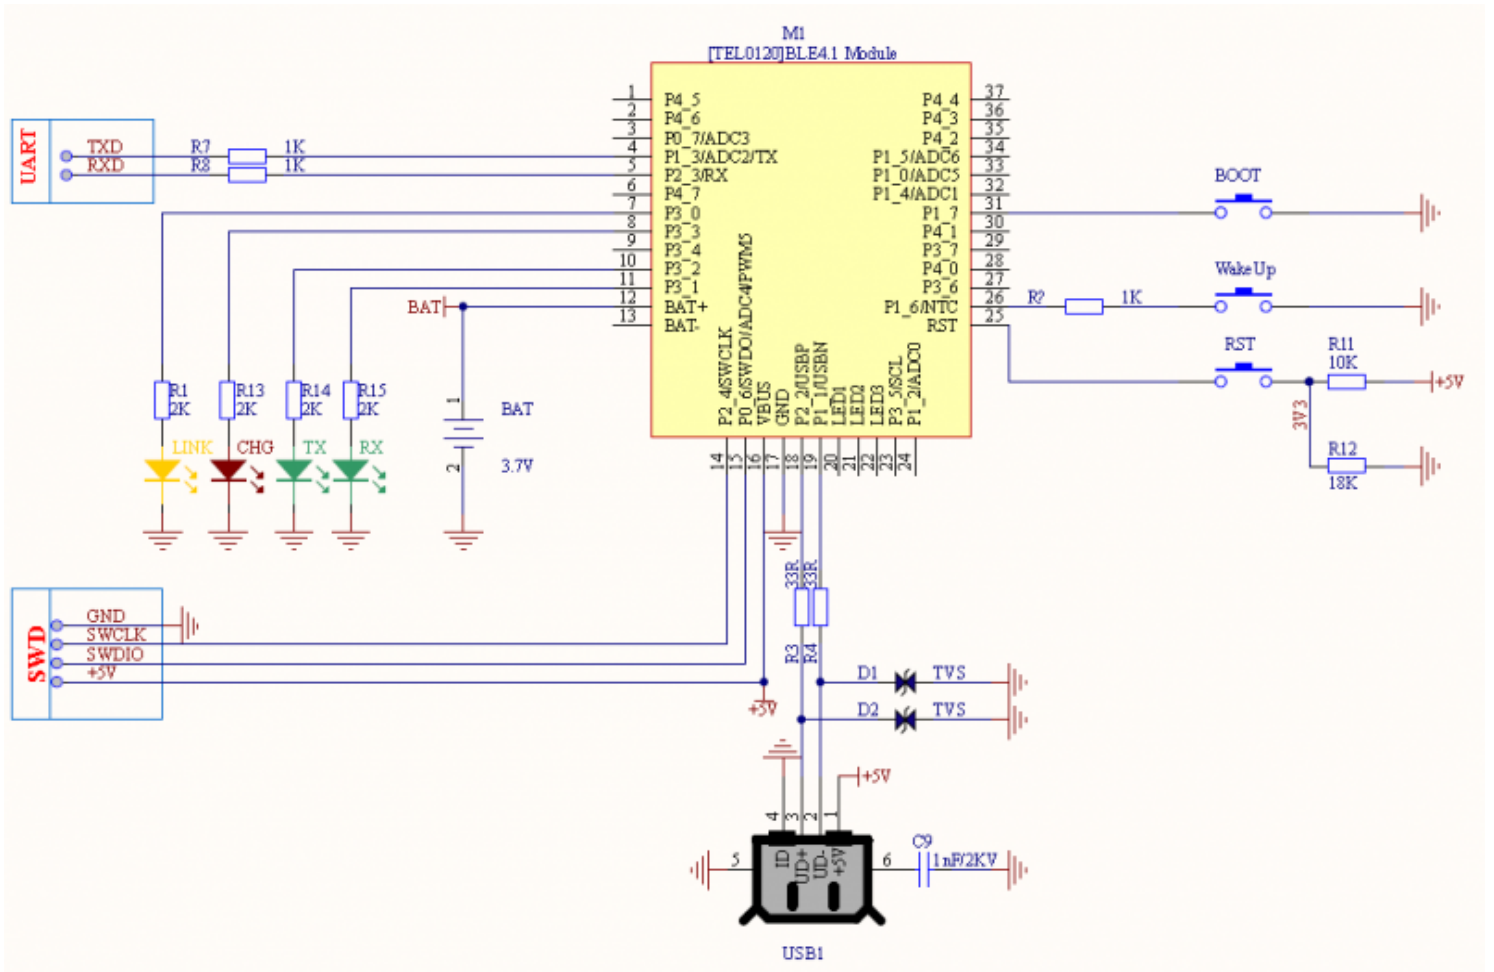 M1
[TEL0120]BLE4.1 Module
UART
TXD R7 1K
RXD R8 1K
1 P4_5
2 P4_6
3 P0_7/ADC3
4 P1_3/ADC2/TX
5 P2_3/RX
6 P4_7
7 P3_0
8 P3_3
9 P3_4
10 P3_2
11 P3_1
12 BAT+
13 BAT-
P4_4 37
P4_3 36
P4_2 35
P1_5/ADC6 34
P1_0/ADC5 33
P1_4/ADC1 32
P1_7 31
P4_1 30
P3_7 29
P4_0 28
P3_6 27
P1_6/NTC 26
RST 25
P2_4/SWCLK 14
P0_6/SWDO/ADC4/PWM5 15
VBUS 16
GND 17
P2_2/USBP 18
P1_1/USBN 19
LED1 20
LED2 21
LED3 22
P3_5/SCL 23
P1_2/ADC0 24
BOOT
Wake Up
R? 1K
RST
R11
10K
+5V
3V3
R12
18K
BAT
R1
2K
R13
2K
R14
2K
R15
2K
LINK
CHG
TX
RX
1
BAT
2
3.7V
SWD
GND
SWCLK
SWDIO
+5V
+5V
33R
33R
R3
R4
D1 TVS
D2 TVS
+5V
4
3
2
1
ID
UD+
UD-
+5V
5
6
C9
1nF/2KV
USB1